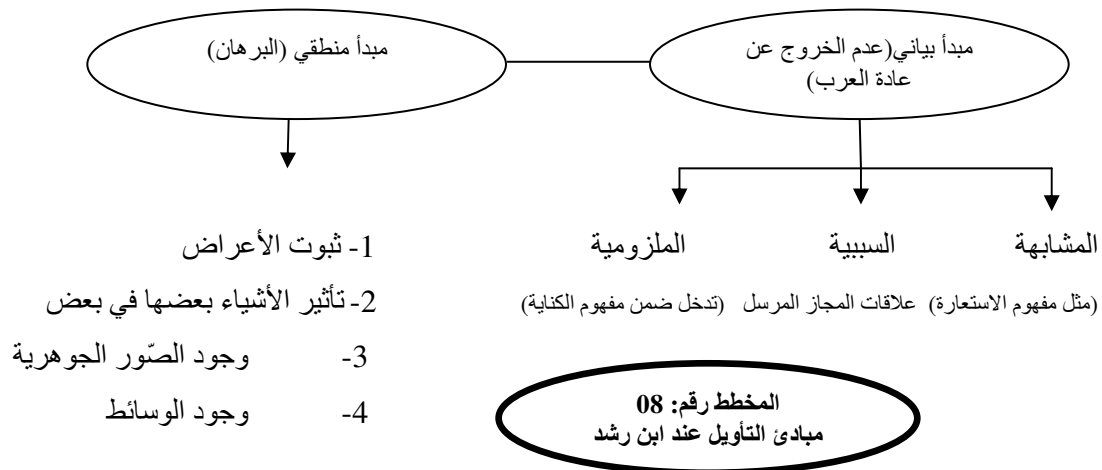 مبدأ بياني(عدم الخروج عن
عادة العرب)
مبدأ منطقي (البرهان)
المشابهة
السببية
الملزومية
(مثل مفهوم الاستعارة)
علاقات المجاز المرسل
(تدخل ضمن مفهوم الكناية)
1- ثبوت الأعراض
2- تأثير الأشياء بعضها في بعض
3- وجود الصّور الجوهرية
4- وجود الوسائط
المخطط رقم: 08
مبادئ التأويل عند ابن رشد